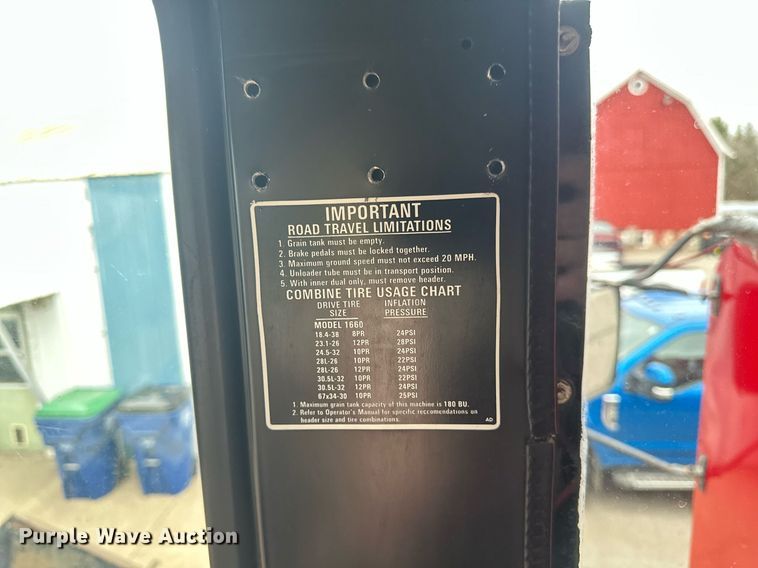 IMPORTANT
ROAD TRAVEL LIMITATIONS
1. Grain tank must be empty.
2. Brake pedals must be locked together.
3. Maximum ground speed must not exceed 20 MPH.
4. Unloader tube must be in transport position.
5. With inner dual only, must remove header.
COMBINE TIRE USAGE CHART
DRIVE TIRE INFLATION
SIZE PRESSURE
MODEL 1660
18.4-38 8PR 24PSI
23.1-26 12PR 28PSI
24.5-32 10PR 24PSI
28L-26 10PR 22PSI
28L-26 12PR 24PSI
30.5L-32 10PR 22PSI
30.5L-32 12PR 24PSI
67x34-30 10PR 25PSI
1. Maximum grain tank capacity of this machine is 180 BU.
2. Refer to Operator's Manual for specific reccomendations on
header size and tire combinations.
AD
Purple Wave Auction®